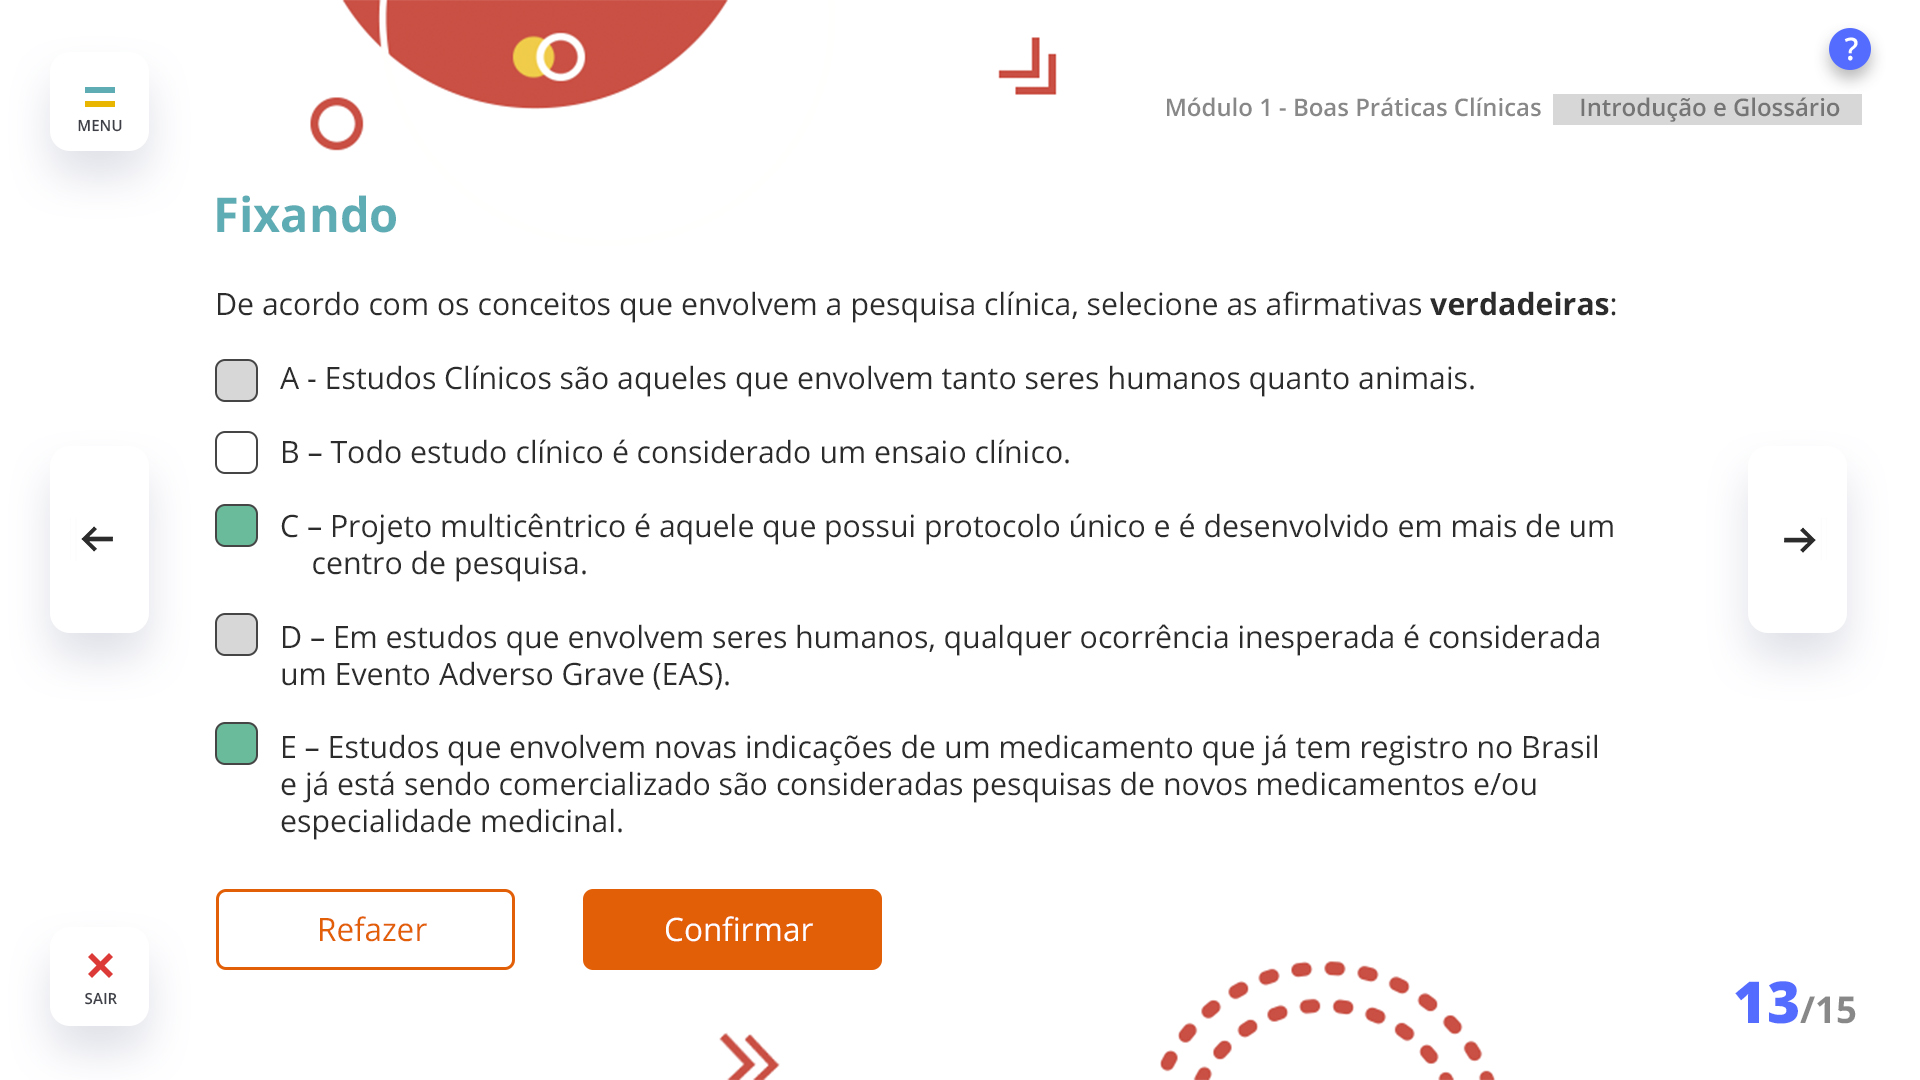 ?
MENU
Módulo 1 - Boas Práticas Clínicas Introdução e Glossário
Fixando
De acordo com os conceitos que envolvem a pesquisa clínica, selecione as afirmativas verdadeiras:
A - Estudos Clínicos são aqueles que envolvem tanto seres humanos quanto animais.
B – Todo estudo clínico é considerado um ensaio clínico.
C – Projeto multicêntrico é aquele que possui protocolo único e é desenvolvido em mais de um
centro de pesquisa.
D – Em estudos que envolvem seres humanos, qualquer ocorrência inesperada é considerada
um Evento Adverso Grave (EAS).
E – Estudos que envolvem novas indicações de um medicamento que já tem registro no Brasil
e já está sendo comercializado são consideradas pesquisas de novos medicamentos e/ou
especialidade medicinal.
Refazer
Confirmar
SAIR
13/15